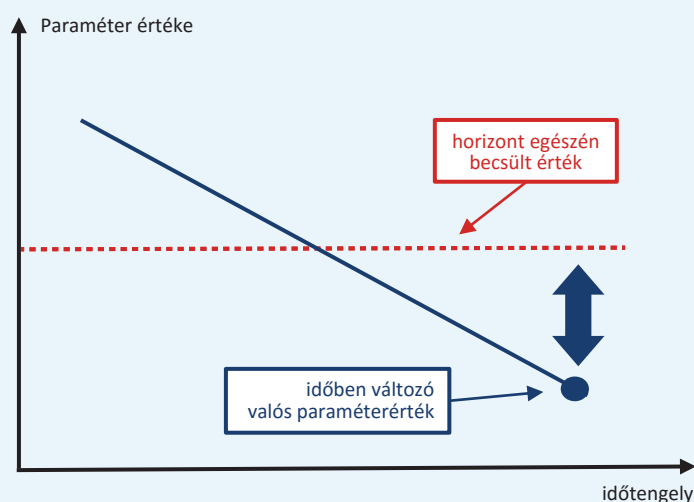 Paraméter értéke
horizont egészén
becsült érték
időben változó
valós paraméterérték
időtengely